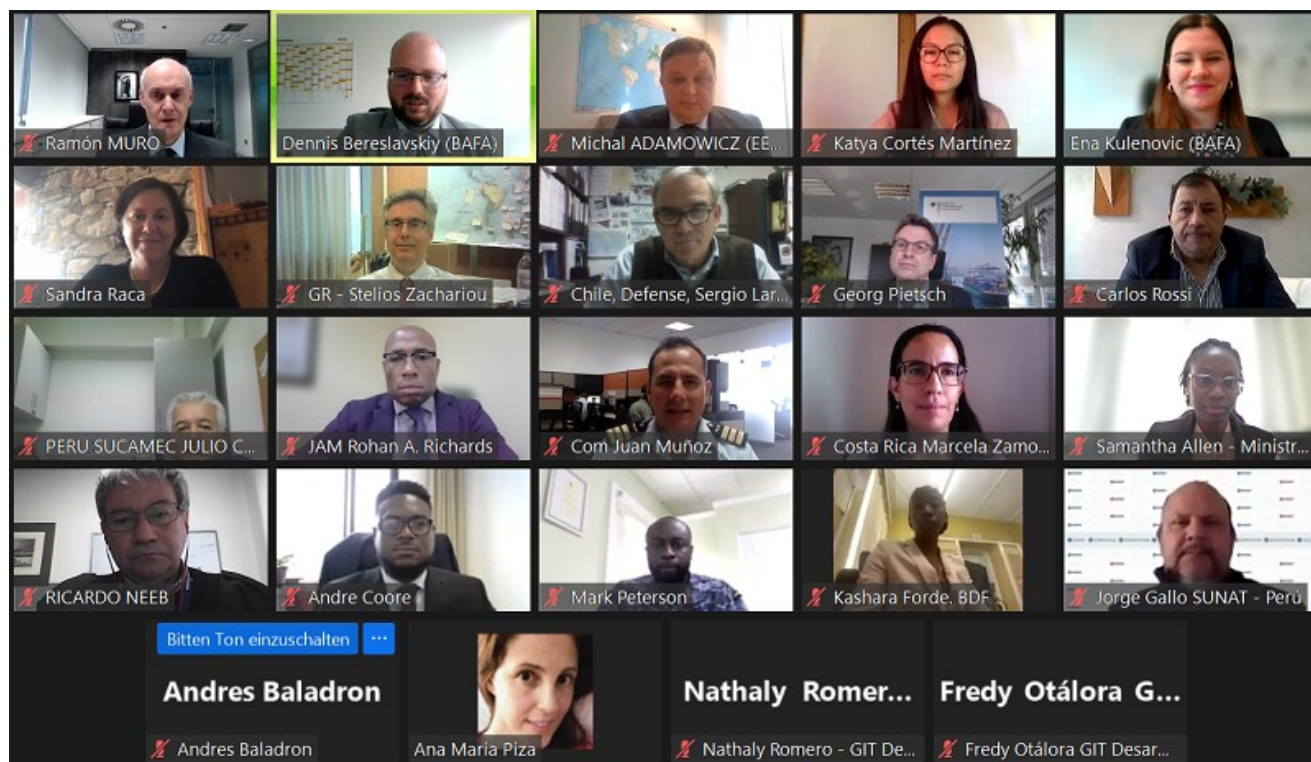 Ramón MURO
Dennis Bereslavskiy (BAFA)
Michal ADAMOWICZ (EE...
Katya Cortés Martínez
Ena Kulenovic (BAFA)
Sandra Raca
GR - Stelios Zachariou
Chile, Defense, Sergio Lar...
Georg Pietsch
Carlos Rossi
PERU SUCAMEC JULIO C...
JAM Rohan A. Richards
Com Juan Muñoz
Costa Rica Marcela Zamo...
Samantha Allen - Ministr...
RICARDO NEEB
Andre Coore
Mark Peterson
Kashara Forde. BDF
Jorge Gallo SUNAT - Perú
Bitten Ton einzuschalten ...
Andres Baladron
Nathaly Romer...
Fredy Otálora G...
Andres Baladron
Ana Maria Piza
Nathaly Romero - GIT De...
Fredy Otálora GIT Desar...